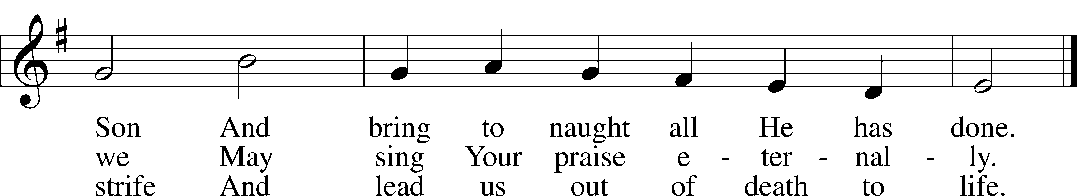 Son And bring to naught all He has done.
we May sing Your praise e - ter - nal - ly.
strife And lead us out of death to life.